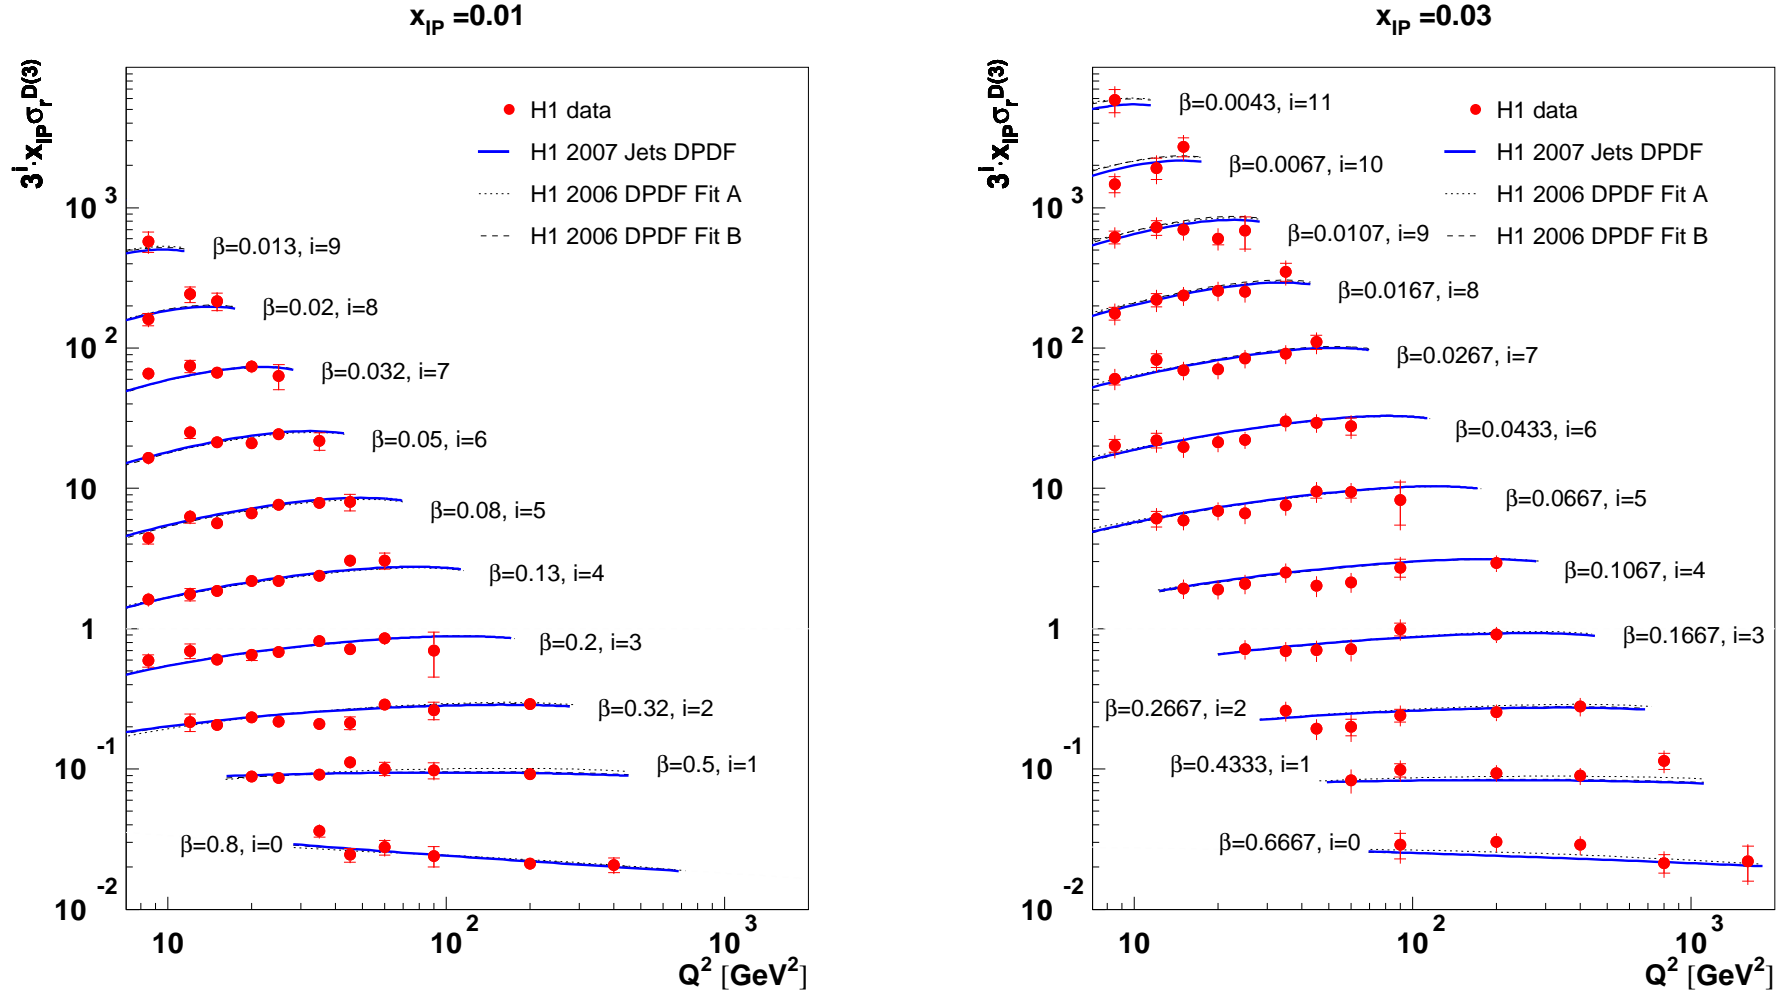 x_IP =0.01
3^i·x_IP σ_r^D(3)
H1 data
H1 2007 Jets DPDF
H1 2006 DPDF Fit A
H1 2006 DPDF Fit B
β=0.013, i=9
β=0.02, i=8
β=0.032, i=7
β=0.05, i=6
β=0.08, i=5
β=0.13, i=4
β=0.2, i=3
β=0.32, i=2
β=0.5, i=1
β=0.8, i=0
10^3
10^2
10
1
10^-1
10^-2
10 10^2 10^3
Q^2 [GeV^2]
x_IP =0.03
3^i·x_IP σ_r^D(3)
H1 data
H1 2007 Jets DPDF
H1 2006 DPDF Fit A
H1 2006 DPDF Fit B
β=0.0043, i=11
β=0.0067, i=10
β=0.0107, i=9
β=0.0167, i=8
β=0.0267, i=7
β=0.0433, i=6
β=0.0667, i=5
β=0.1067, i=4
β=0.1667, i=3
β=0.2667, i=2
β=0.4333, i=1
β=0.6667, i=0
10^3
10^2
10
1
10^-1
10^-2
10 10^2 10^3
Q^2 [GeV^2]